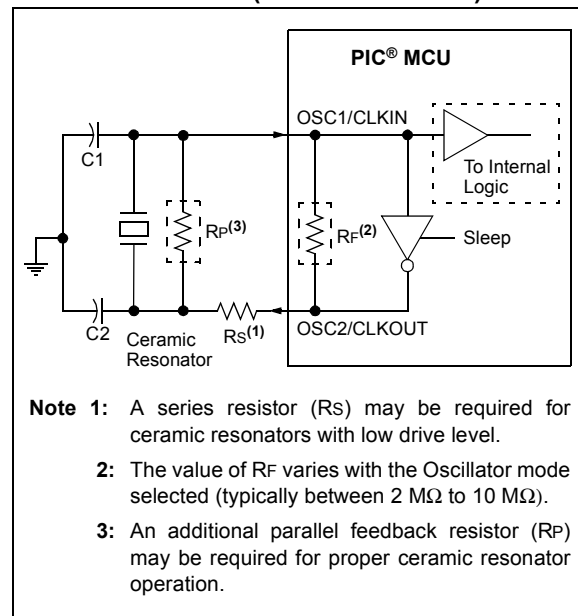 PIC® MCU
OSC1/CLKIN
C1
To Internal
Logic
RP(3)
RF(2)
Sleep
C2
Ceramic
Resonator
RS(1)
OSC2/CLKOUT
Note 1: A series resistor (RS) may be required for
ceramic resonators with low drive level.
2: The value of RF varies with the Oscillator mode
selected (typically between 2 MΩ to 10 MΩ).
3: An additional parallel feedback resistor (RP)
may be required for proper ceramic resonator
operation.